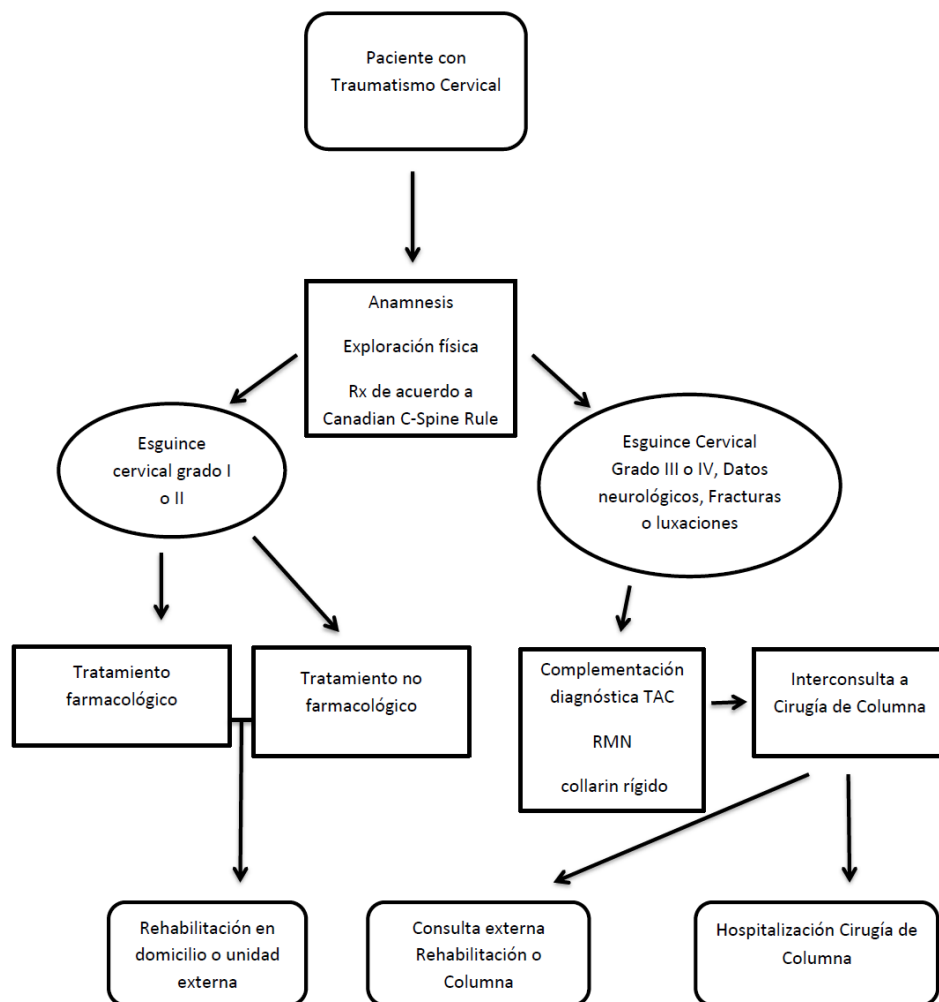 Paciente con
Traumatismo Cervical
Anamnesis
Exploración física
Rx de acuerdo a
Canadian C-Spine Rule
Esguince
cervical grado I
o II
Esguince Cervical
Grado III o IV, Datos
neurológicos, Fracturas
o luxaciones
Tratamiento
farmacológico
Tratamiento no
farmacológico
Complementación
diagnóstica TAC
RMN
collarin rígido
Interconsulta a
Cirugía de Columna
Rehabilitación en
domicilio o unidad
externa
Consulta externa
Rehabilitación o
Columna
Hospitalización Cirugía de
Columna